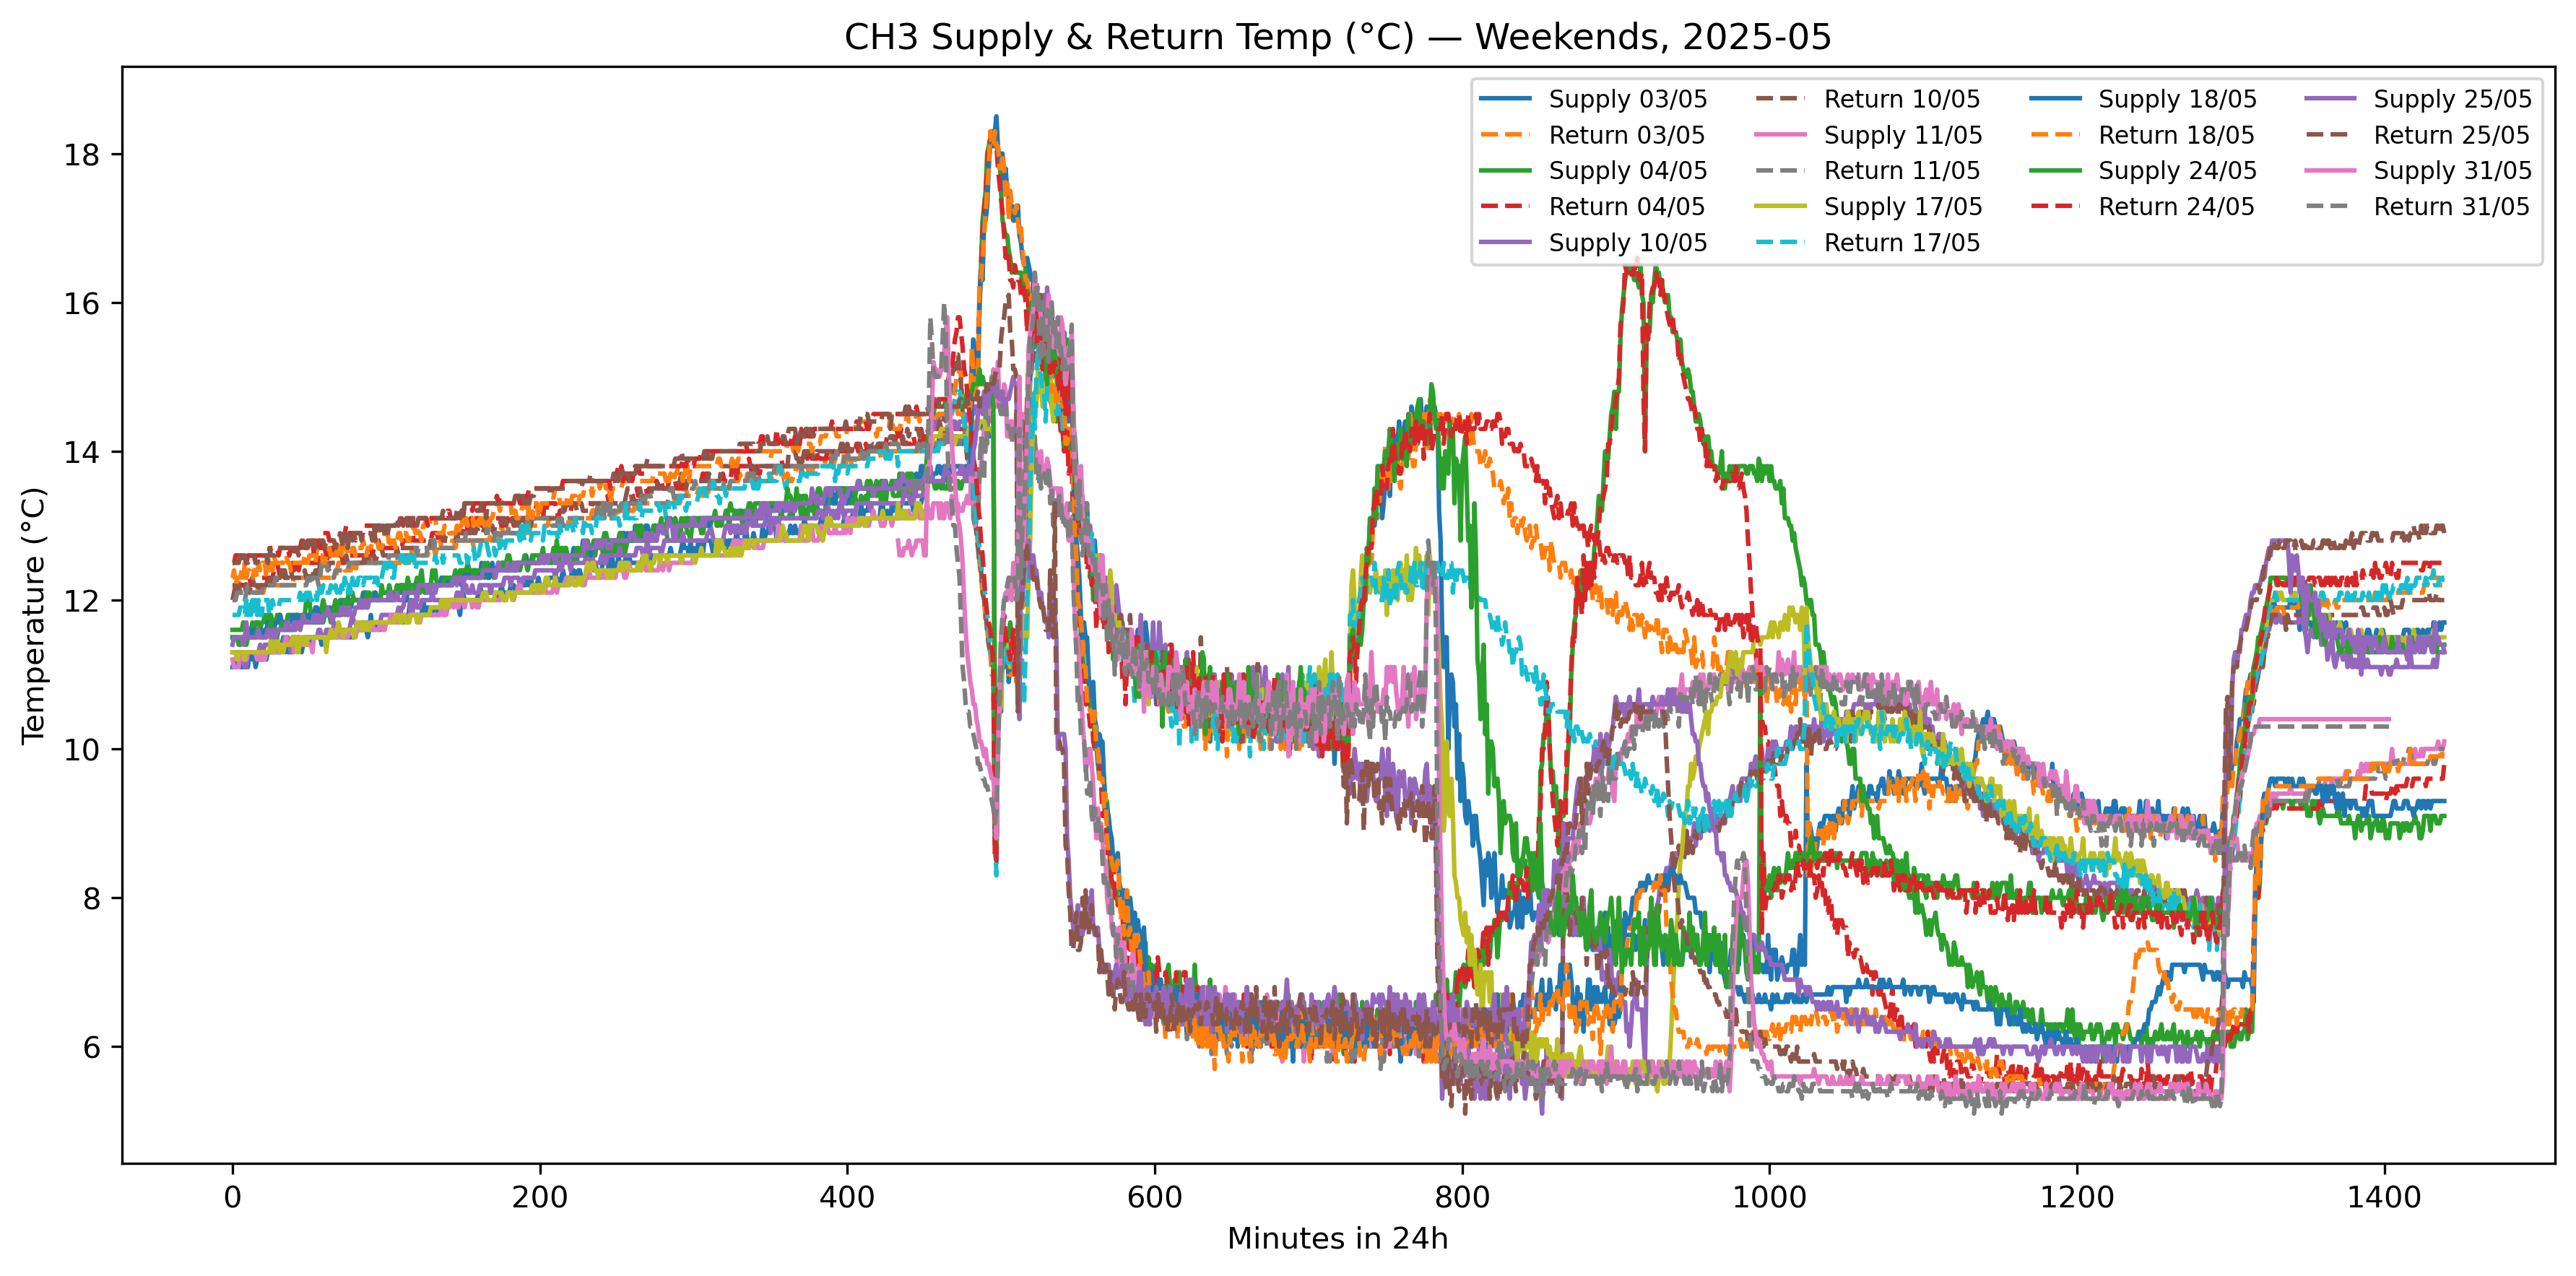 CH3 Supply & Return Temp (°C) — Weekends, 2025-05
Supply 03/05
Return 03/05
Supply 04/05
Return 04/05
Supply 10/05
Return 10/05
Supply 11/05
Return 11/05
Supply 17/05
Return 17/05
Supply 18/05
Return 18/05
Supply 24/05
Return 24/05
Supply 25/05
Return 25/05
Supply 31/05
Return 31/05
Temperature (°C)
18
16
14
12
10
8
6
0
200
400
600
800
1000
1200
1400
Minutes in 24h